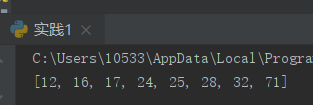 实践1
C:\Users\10533\AppData\Local\Progra
[12, 16, 17, 24, 25, 28, 32, 71]